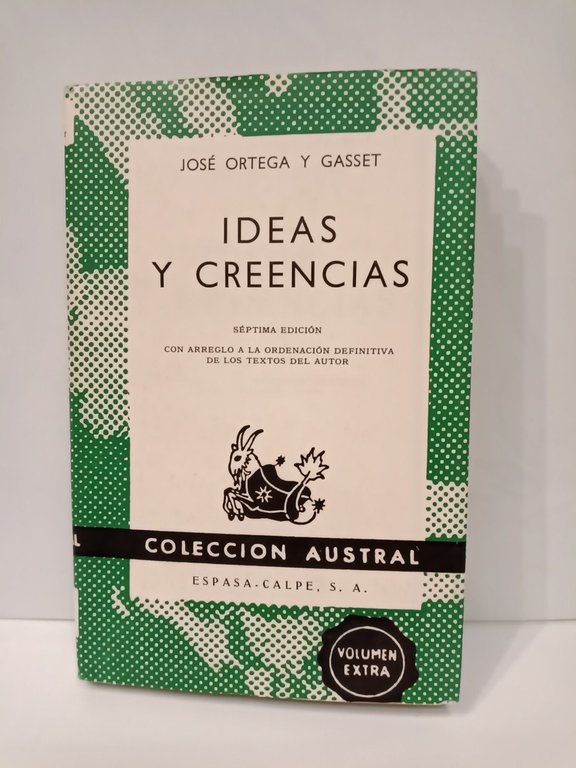 JOSÉ ORTEGA Y GASSET
IDEAS
Y CREENCIAS
SÉPTIMA EDICIÓN
CON ARREGLO A LA ORDENACIÓN DEFINITIVA
DE LOS TEXTOS DEL AUTOR
L
COLECCION AUSTRAL
ESPASA-CALPE, S. A.
VOLUMEN
EXTRA